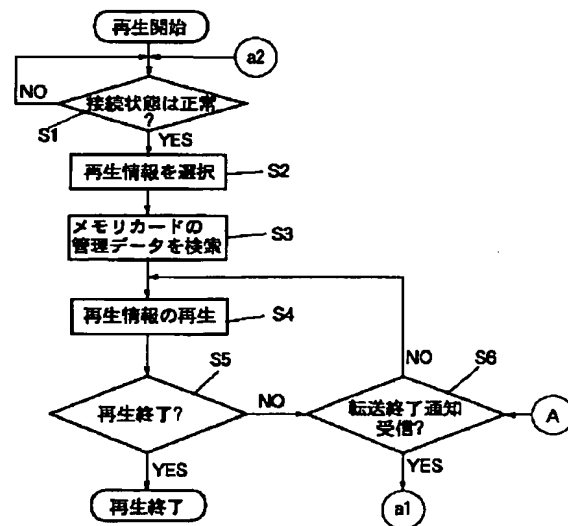 再生開始
a2
NO
接続状態は正常
?
S1
YES
再生情報を選択
S2
メモリカードの
管理データを検索
S3
再生情報の再生
S4
NO
S5
S6
再生終了?
NO
転送終了通知
受信?
A
YES
YES
再生終了
a1